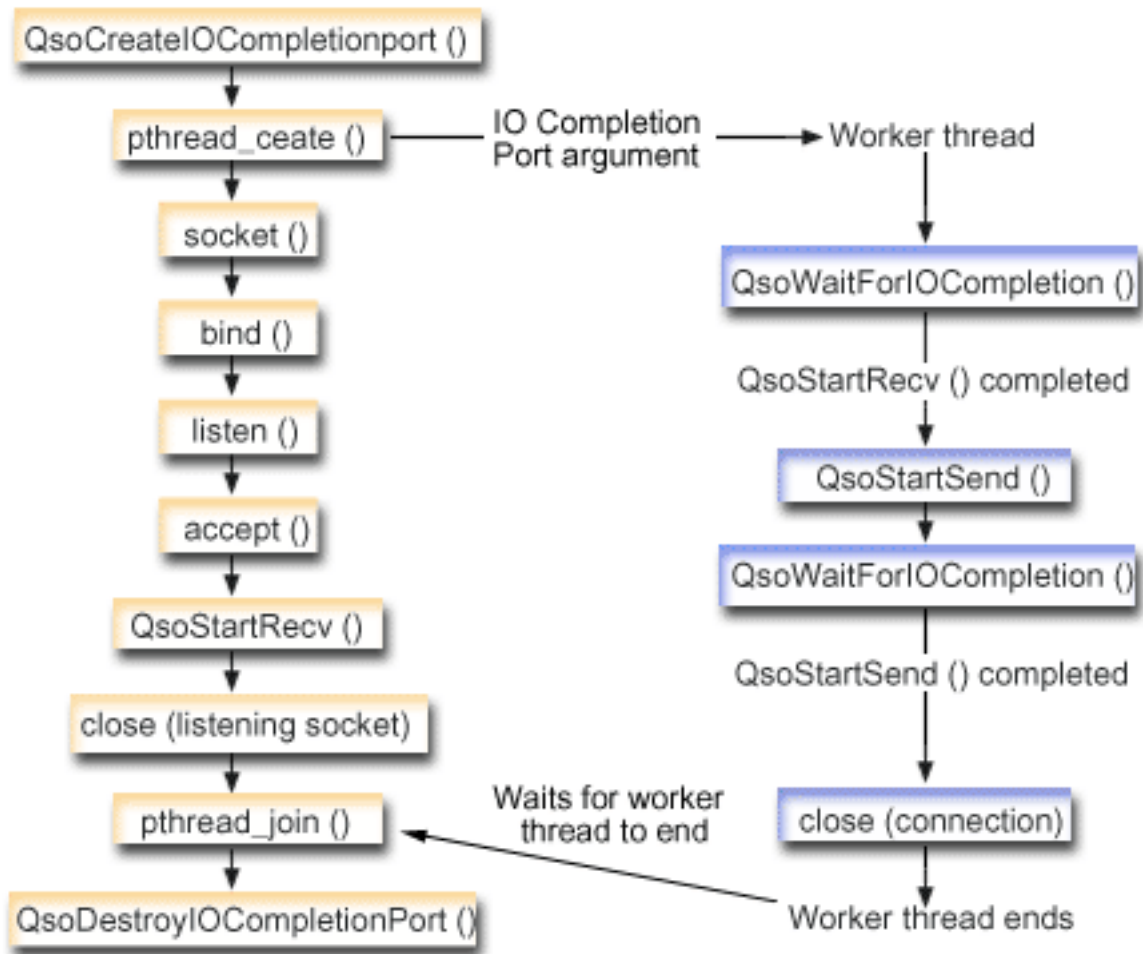 QsoCreateIOCompletionport ()
pthread_ceate ()
IO Completion
Port argument
Worker thread
socket ()
bind ()
listen ()
accept ()
QsoStartRecv ()
close (listening socket)
pthread_join ()
QsoDestroyIOCompletionPort ()
QsoWaitForIOCompletion ()
QsoStartRecv () completed
QsoStartSend ()
QsoWaitForIOCompletion ()
QsoStartSend () completed
close (connection)
Worker thread ends
Waits for worker
thread to end